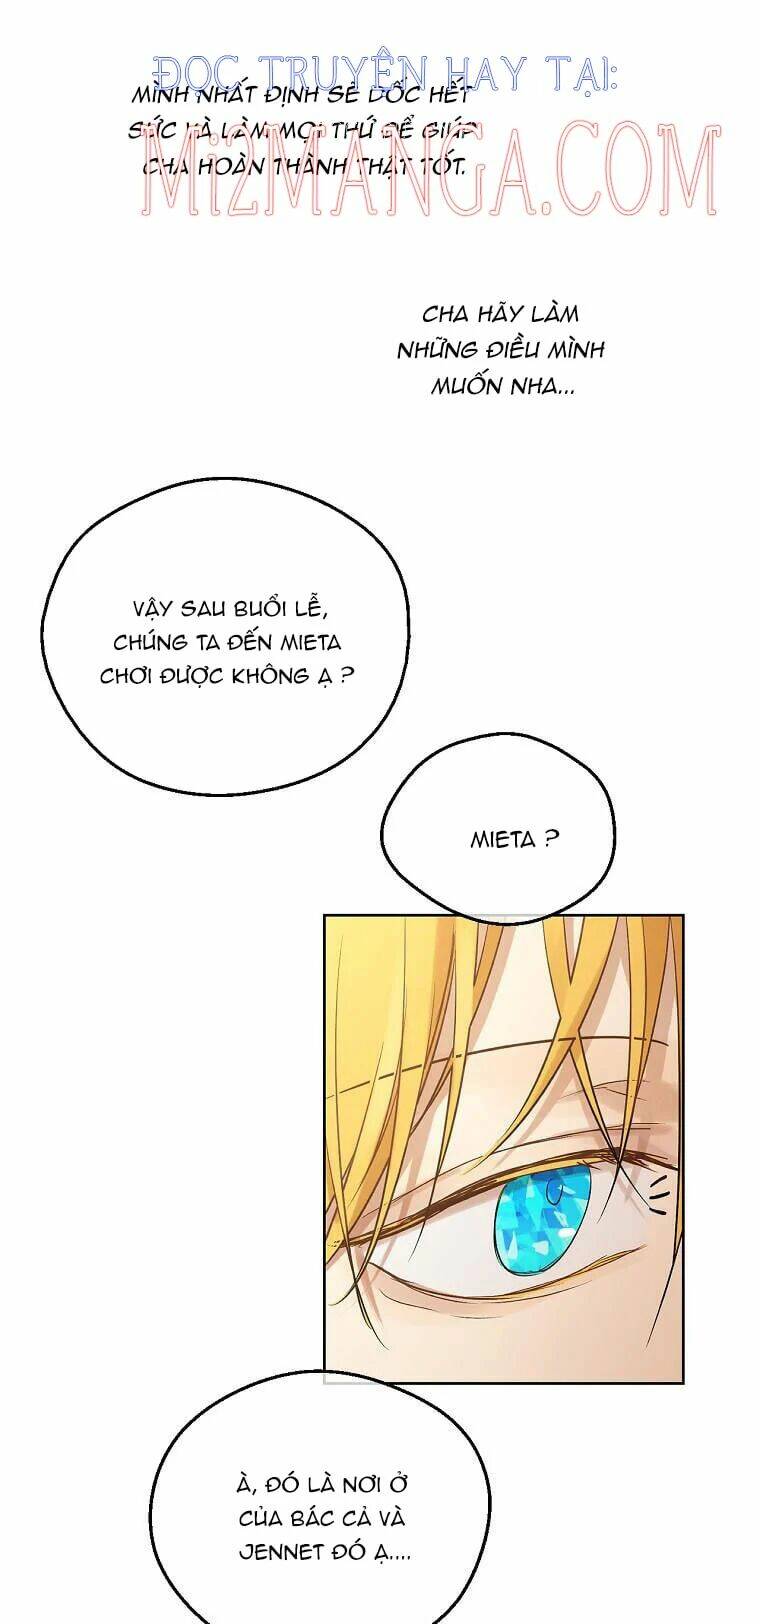 ĐỌC TRUYỆN HAY TẠI:
MÌNH NHẤT ĐỊNH SẼ DỐC HẾT
SỨC VÀ LÀM MỌI THỨ ĐỂ GIÚP
CHA HOÀN THÀNH THẬT TỐT.
MI2MANGA.COM
CHA HÃY LÀM
NHỮNG ĐIỀU MÌNH
MUỐN NHA...
VẬY SAU BUỔI LỄ,
CHÚNG TA ĐẾN MIETA
CHƠI ĐƯỢC KHÔNG Ạ ?
MIETA ?
À, ĐÓ LÀ NƠI Ở
CỦA BÁC CẢ VÀ
JENNET ĐÓ Ạ....